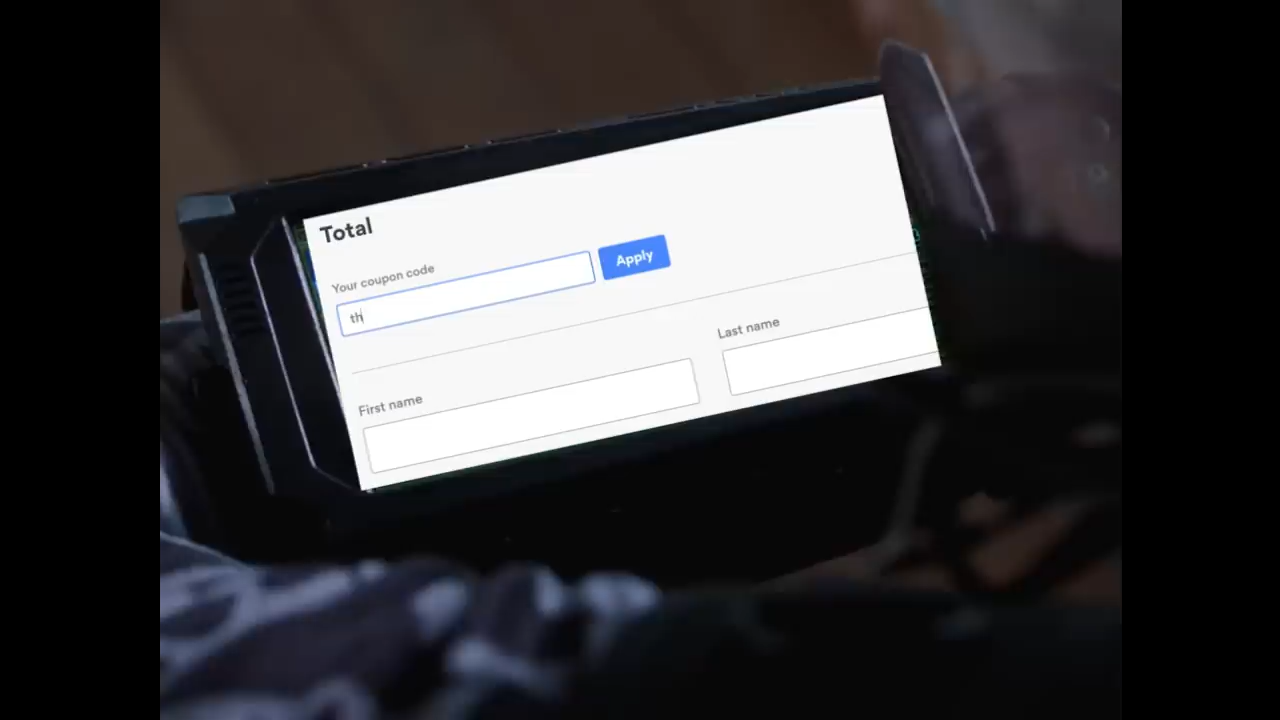 Total
Your coupon code
Apply
th
Last name
First name